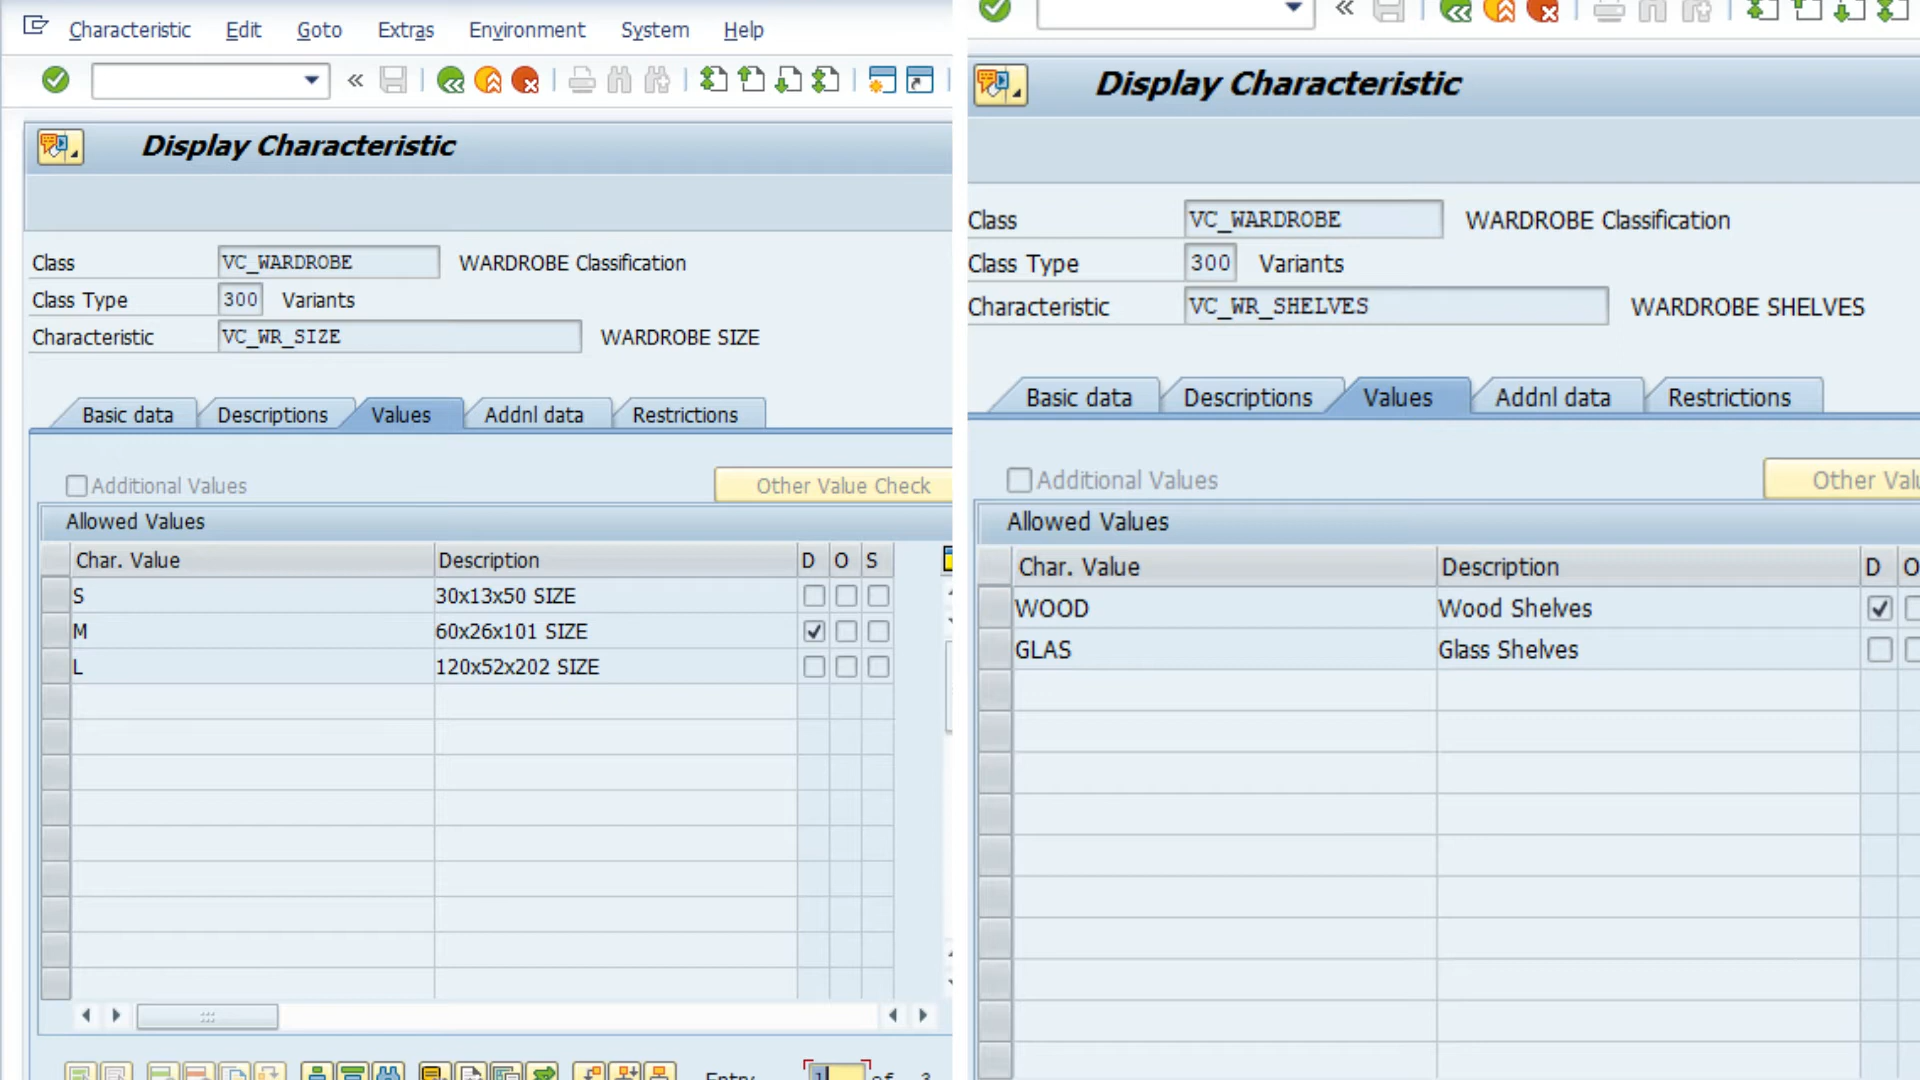 Characteristic Edit Goto Extras Environment System Help
Display Characteristic
Class VC_WARDROBE WARDROBE Classification
Class Type 300 Variants
Characteristic VC_WR_SIZE WARDROBE SIZE
Basic data Descriptions Values Addnl data Restrictions
Additional Values Other Value Check
Allowed Values
Char. Value Description D O S
S 30x13x50 SIZE
M 60x26x101 SIZE
L 120x52x202 SIZE
Display Characteristic
Class VC_WARDROBE WARDROBE Classification
Class Type 300 Variants
Characteristic VC_WR_SHELVES WARDROBE SHELVES
Basic data Descriptions Values Addnl data Restrictions
Additional Values Other
Allowed Values
Char. Value Description D O
WOOD Wood Shelves
GLAS Glass Shelves